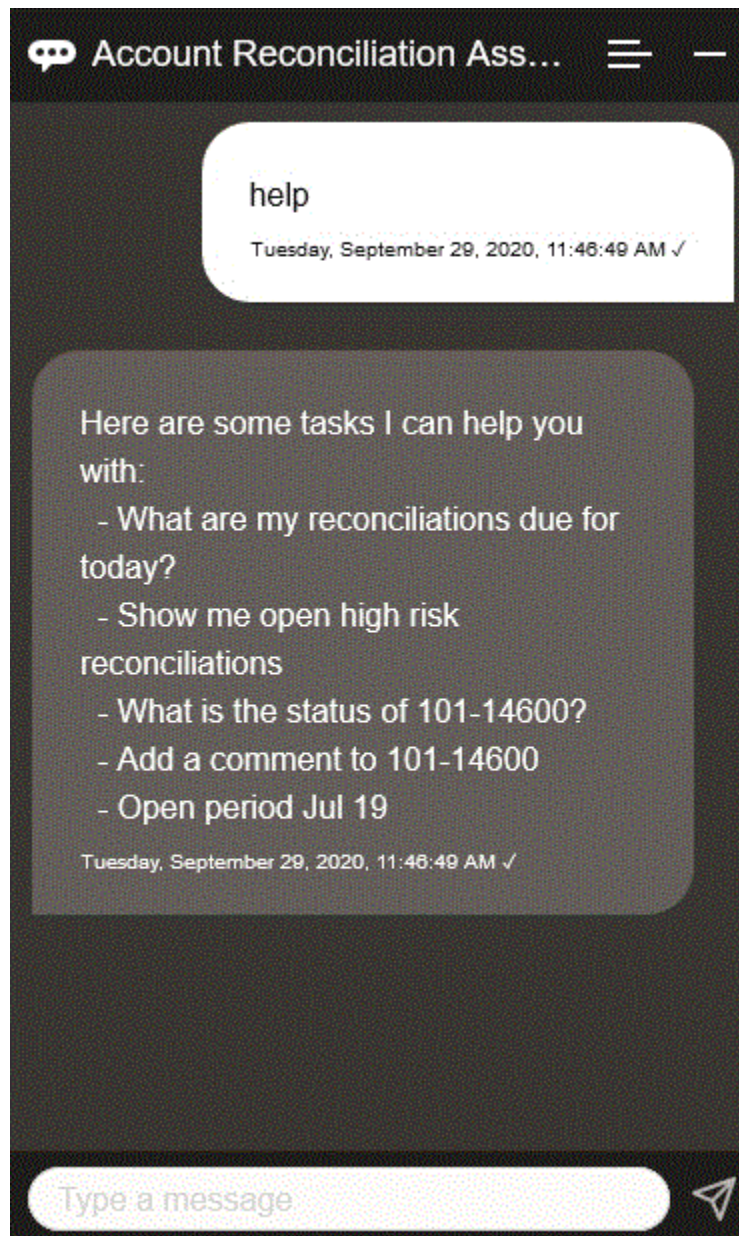 Account Reconciliation Ass...
help
Tuesday, September 29, 2020, 11:46:49 AM ✓
Here are some tasks I can help you
with:
- What are my reconciliations due for
today?
- Show me open high risk
reconciliations
- What is the status of 101-14600?
- Add a comment to 101-14600
- Open period Jul 19
Tuesday, September 29, 2020, 11:46:49 AM ✓
Type a message